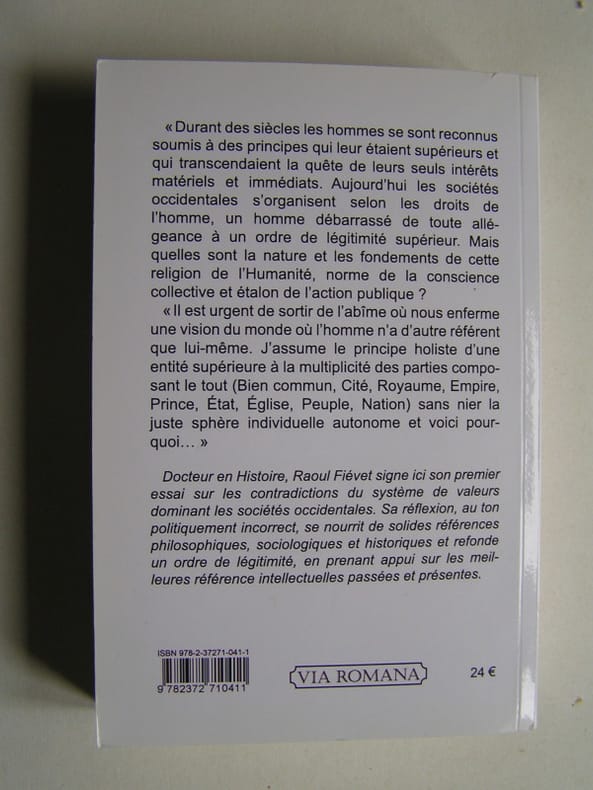 « Durant des siècles les hommes se sont reconnus
soumis à des principes qui leur étaient supérieurs et
qui transcendaient la quête de leurs seuls intérêts
matériels et immédiats. Aujourd’hui les sociétés
occidentales s’organisent selon les droits de
l’homme, un homme débarrassé de toute allé-
geance à un ordre de légitimité supérieur. Mais
quelles sont la nature et les fondements de cette
religion de l’Humanité, norme de la conscience
collective et étalon de l’action publique ?
« Il est urgent de sortir de l’abîme où nous enferme
une vision du monde où l’homme n’a d’autre référent
que lui-même. J’assume le principe holiste d’une
entité supérieure à la multiplicité des parties compo-
sant le tout (Bien commun, Cité, Royaume, Empire,
Prince, État, Église, Peuple, Nation) sans nier la
juste sphère individuelle autonome et voici pour-
quoi… »
Docteur en Histoire, Raoul Fiévet signe ici son premier
essai sur les contradictions du système de valeurs
dominant les sociétés occidentales. Sa réflexion, au ton
politiquement incorrect, se nourrit de solides références
philosophiques, sociologiques et historiques et refonde
un ordre de légitimité, en prenant appui sur les meil-
leures référence intellectuelles passées et présentes.
ISBN 978-2-37271-041-1
9 782372 710411
VIA ROMANA
24 €